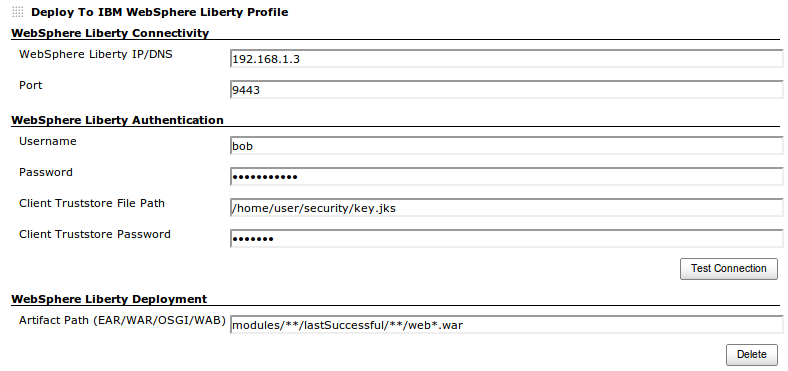 Deploy To IBM WebSphere Liberty Profile
WebSphere Liberty Connectivity
WebSphere Liberty IP/DNS 192.168.1.3
Port 9443
WebSphere Liberty Authentication
Username bob
Password •••••••••••
Client Truststore File Path /home/user/security/key.jks
Client Truststore Password •••••••
Test Connection
WebSphere Liberty Deployment
Artifact Path (EAR/WAR/OSGI/WAB) modules/**/lastSuccessful/**/web*.war
Delete